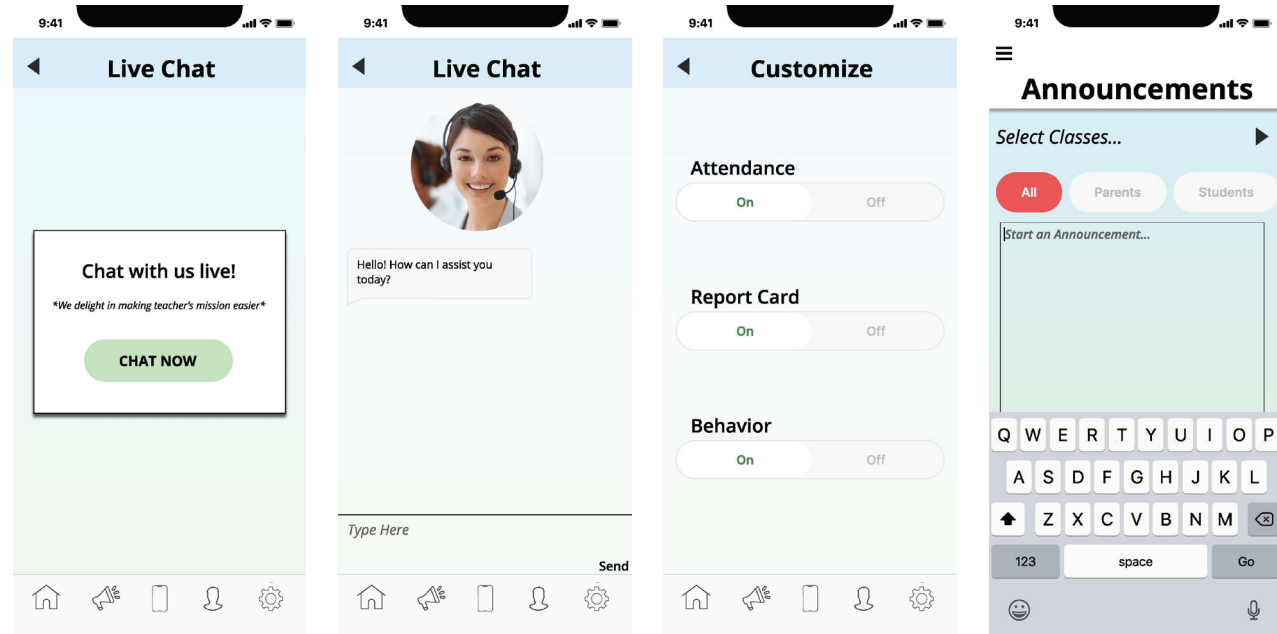 9:41
Live Chat
Chat with us live!
*We delight in making teacher's mission easier*
CHAT NOW
9:41
Live Chat
Hello! How can I assist you
today?
Type Here
Send
9:41
Customize
Attendance
On Off
Report Card
On Off
Behavior
On Off
9:41
Announcements
Select Classes...
All Parents Students
Start an Announcement...
Q W E R T Y U I O P
A S D F G H J K L
Z X C V B N M
123 space Go